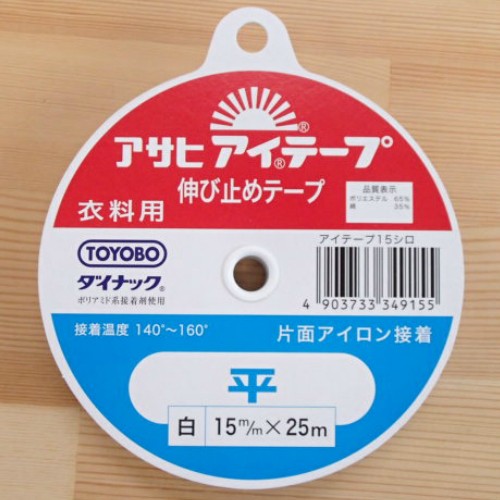 アサヒ アイ®テープ®
伸び止めテープ
衣料用
品質表示
ポリエステル 65%
綿 35%
TOYOBO
ダイナック®
ポリアミド系接着剤使用
アイテープ15シロ
4 903733 349155
接着温度 140°~160°
片面アイロン接着
平
白 15m/m×25m